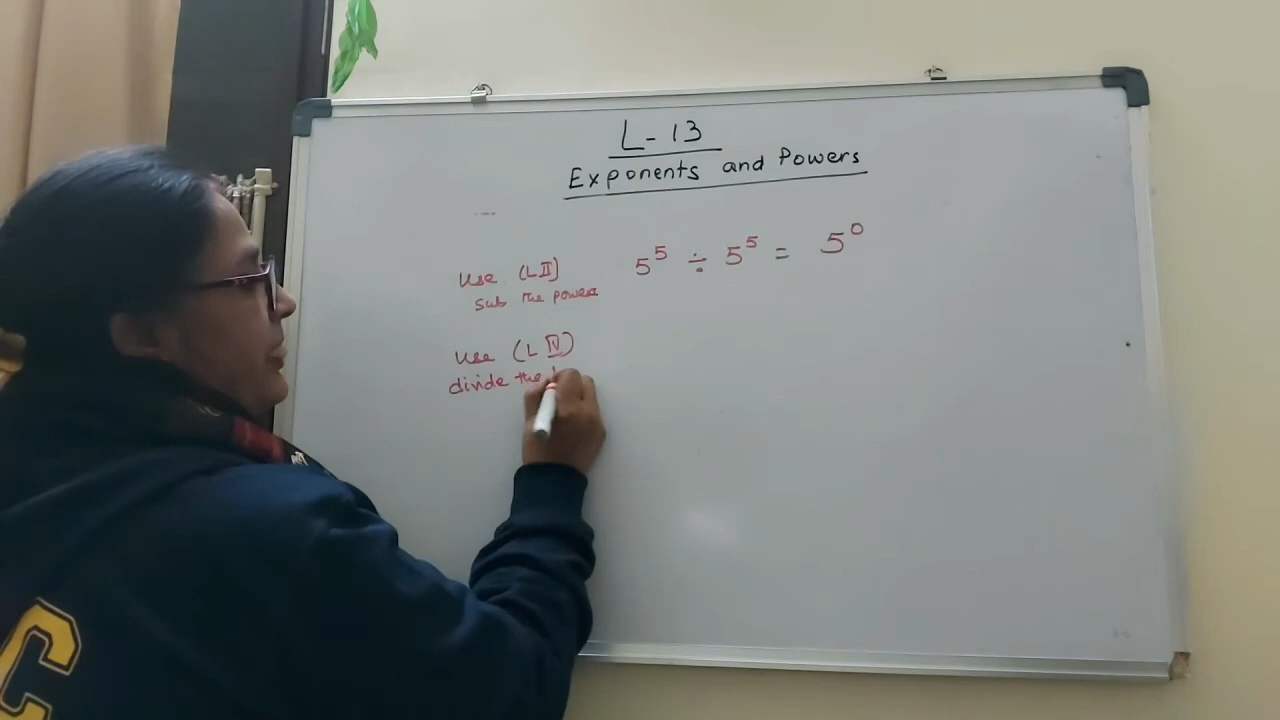 L-13
Exponents and Powers
Use (L II)
5⁵ ÷ 5⁵ = 5⁰
sub the powers
Use (L IV)
divide the
C